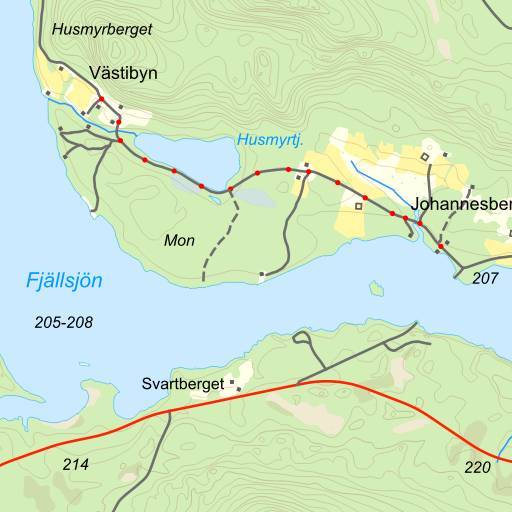 Husmyrberget
Västibyn
Husmyrtj.
Johannesber
Mon
Fjällsjön
207
205-208
Svartberget
214
220